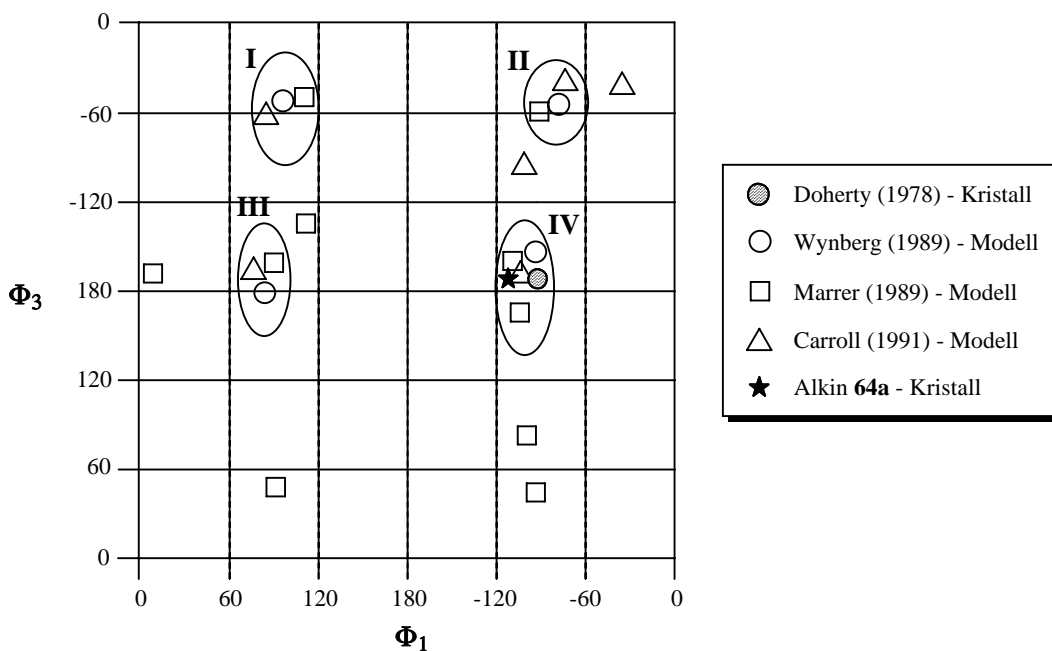 0
-60
-120
180
120
60
0
Φ3
I
II
III
IV
0
60
120
180
-120
-60
0
Φ1
Doherty (1978) - Kristall
Wynberg (1989) - Modell
Marrer (1989) - Modell
Carroll (1991) - Modell
Alkin 64a - Kristall